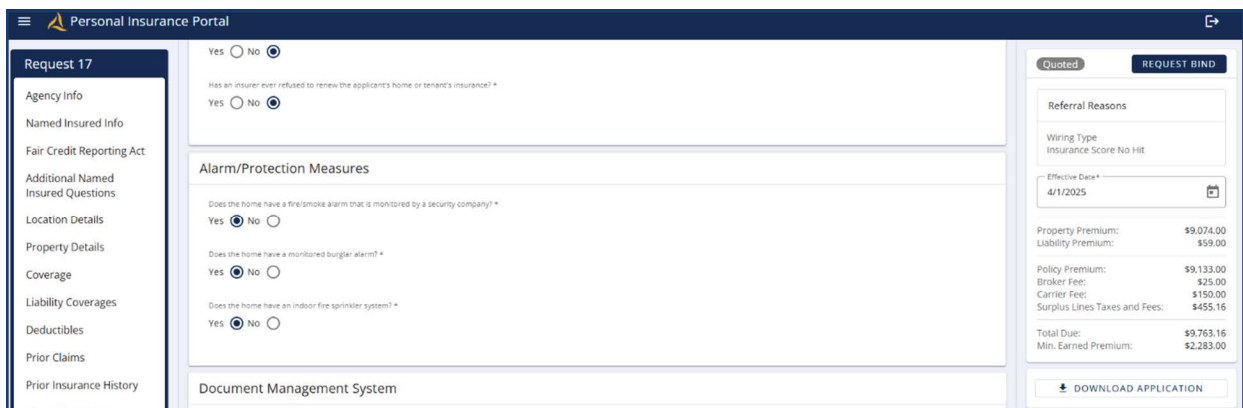 Personal Insurance Portal
Request 17
Agency Info
Named Insured Info
Fair Credit Reporting Act
Additional Named
Insured Questions
Location Details
Property Details
Coverage
Liability Coverages
Deductibles
Prior Claims
Prior Insurance History
Yes No
Has an insurer ever refused to renew the applicant's home or tenant's insurance? *
Yes No
Alarm/Protection Measures
Does the home have a fire/smoke alarm that is monitored by a security company? *
Yes No
Does the home have a monitored burglar alarm? *
Yes No
Does the home have an indoor fire sprinkler system? *
Yes No
Document Management System
Quoted REQUEST BIND
Referral Reasons
Wiring Type
Insurance Score No Hit
Effective Date*
4/1/2025
Property Premium: $9,074.00
Liability Premium: $59.00
Policy Premium: $9,133.00
Broker Fee: $25.00
Carrier Fee: $150.00
Surplus Lines Taxes and Fees: $455.16
Total Due: $9,763.16
Min. Earned Premium: $2,283.00
DOWNLOAD APPLICATION